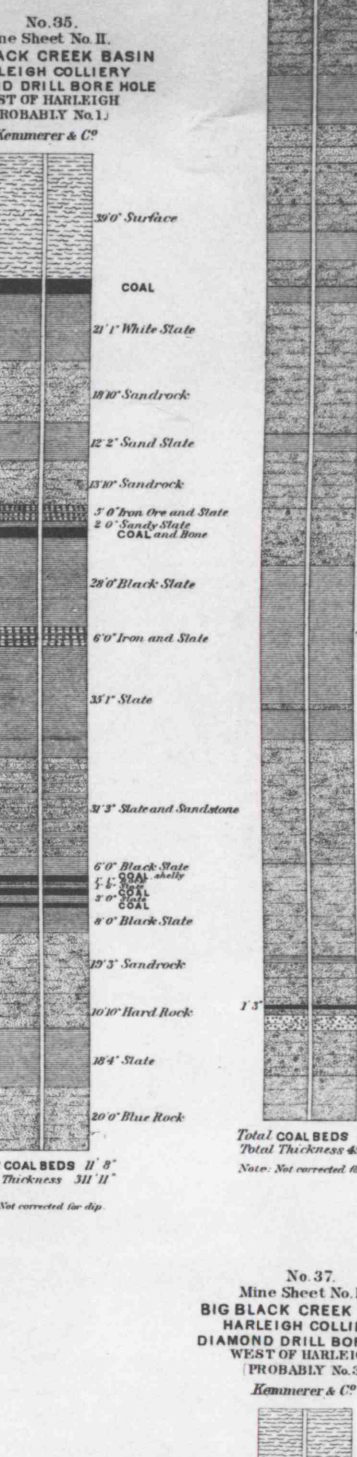 No. 35.
ne Sheet No. II.
ACK CREEK BASIN
LEIGH COLLIERY
D DRILL BORE HOLE
ST OF HARLEIGH
ROBABLY No. 1.)
Kemmerer & Co
39'0" Surface
COAL
21'1" White Slate
18'10" Sandrock
12'2" Sand Slate
13'10" Sandrock
3'0" Iron Ore and Slate
2'0" Sandy Slate
COAL and Bone
28'0" Black Slate
6'0" Iron and Slate
35'1" Slate
31'3" Slate and Sandstone
6'0" Black Slate
COAL shelly
Slate
COAL
3'0" Slate
COAL
8'0" Black Slate
19'3" Sandrock
10'10" Hard Rock
18'4" Slate
20'0" Blue Rock
COAL BEDS 11' 8"
Thickness 311' 11"
Not corrected for dip.
1'3"
Total COAL BEDS
Total Thickness
Note: Not corrected
No. 37.
Mine Sheet No.
BIG BLACK CREEK
HARLEIGH COLLI
DIAMOND DRILL BOR
WEST OF HARLEI
(PROBABLY No. 3
Kemmerer & Co